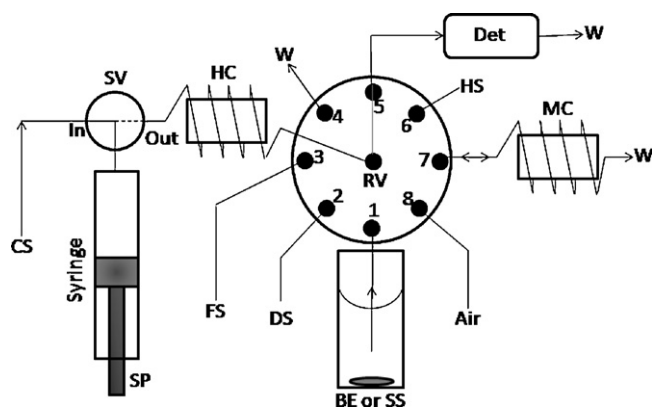 Det
W
SV
HC
W
5
HS
MC
4
6
In
Out
3
7
RV
W
2
8
1
CS
Syringe
FS
DS
Air
SP
BE or SS